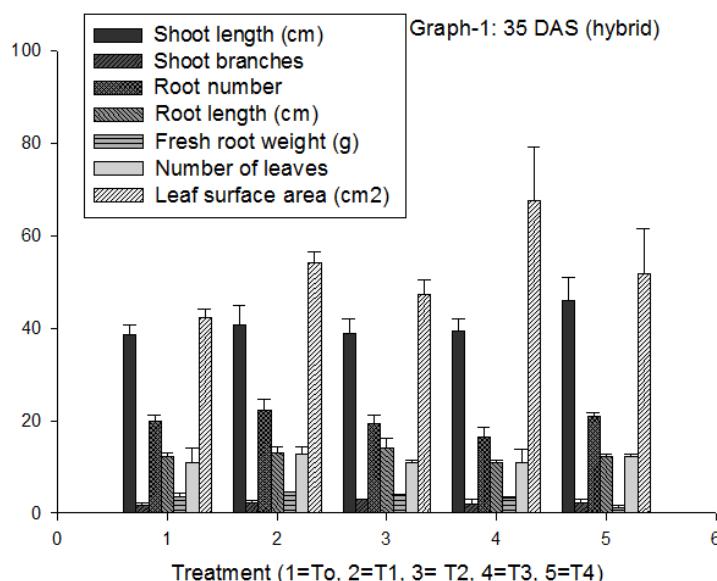 Graph-1: 35 DAS (hybrid)
Shoot length (cm)
Shoot branches
Root number
Root length (cm)
Fresh root weight (g)
Number of leaves
Leaf surface area (cm2)
100
80
60
40
20
0
0 1 2 3 4 5 6
Treatment (1=To, 2=T1, 3= T2, 4=T3, 5=T4)